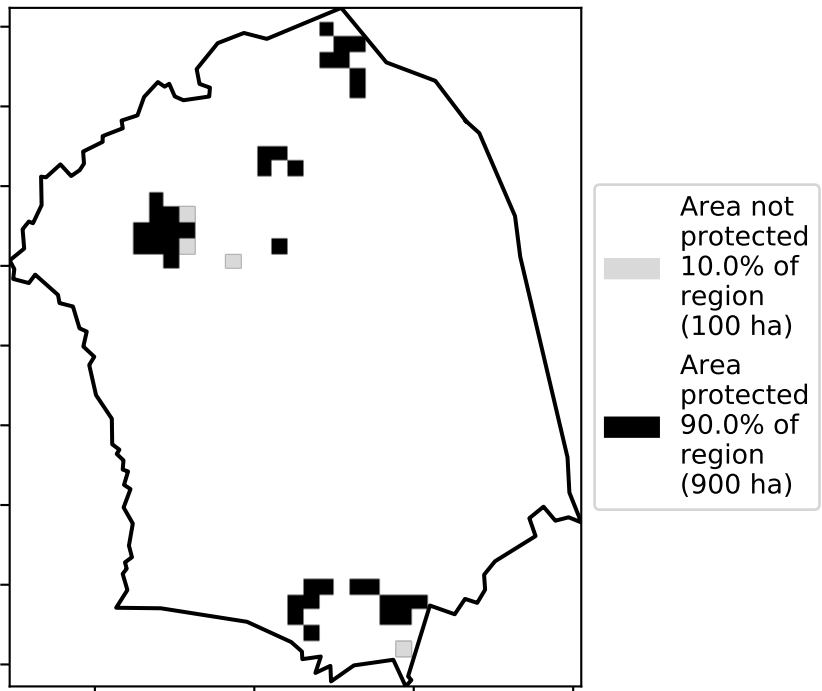 Area not
protected
10.0% of
region
(100 ha)
Area
protected
90.0% of
region
(900 ha)